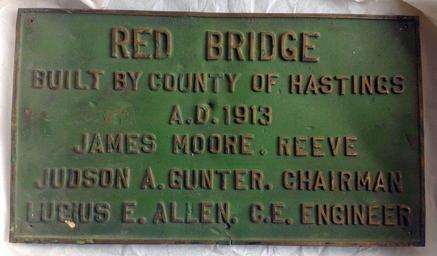 RED BRIDGE
BUILT BY COUNTY OF HASTINGS
A.D. 1913
JAMES MOORE. REEVE
JUDSON A. GUNTER. CHAIRMAN
LUCIUS E. ALLEN. C.E. ENGINEER